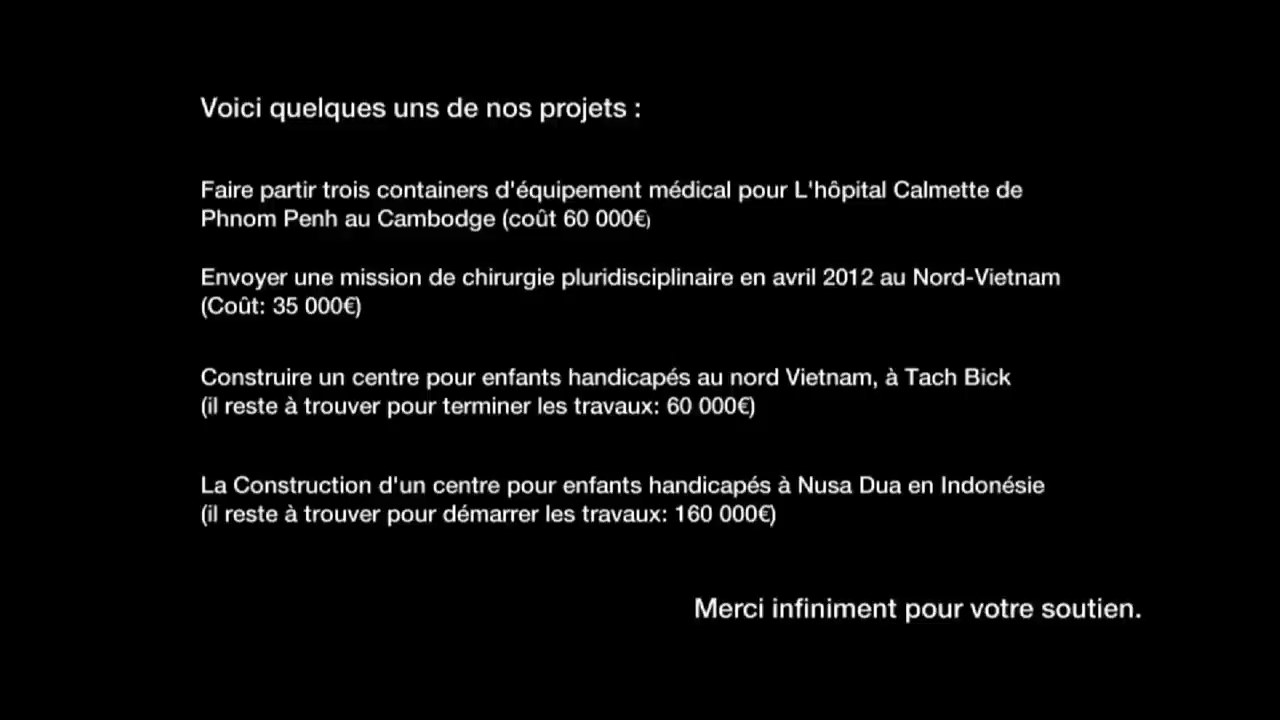 Voici quelques uns de nos projets :
Faire partir trois containers d'équipement médical pour L'hôpital Calmette de
Phnom Penh au Cambodge (coût 60 000€)
Envoyer une mission de chirurgie pluridisciplinaire en avril 2012 au Nord-Vietnam
(Coût: 35 000€)
Construire un centre pour enfants handicapés au nord Vietnam, à Tach Bick
(il reste à trouver pour terminer les travaux: 60 000€)
La Construction d'un centre pour enfants handicapés à Nusa Dua en Indonésie
(il reste à trouver pour démarrer les travaux: 160 000€)
Merci infiniment pour votre soutien.